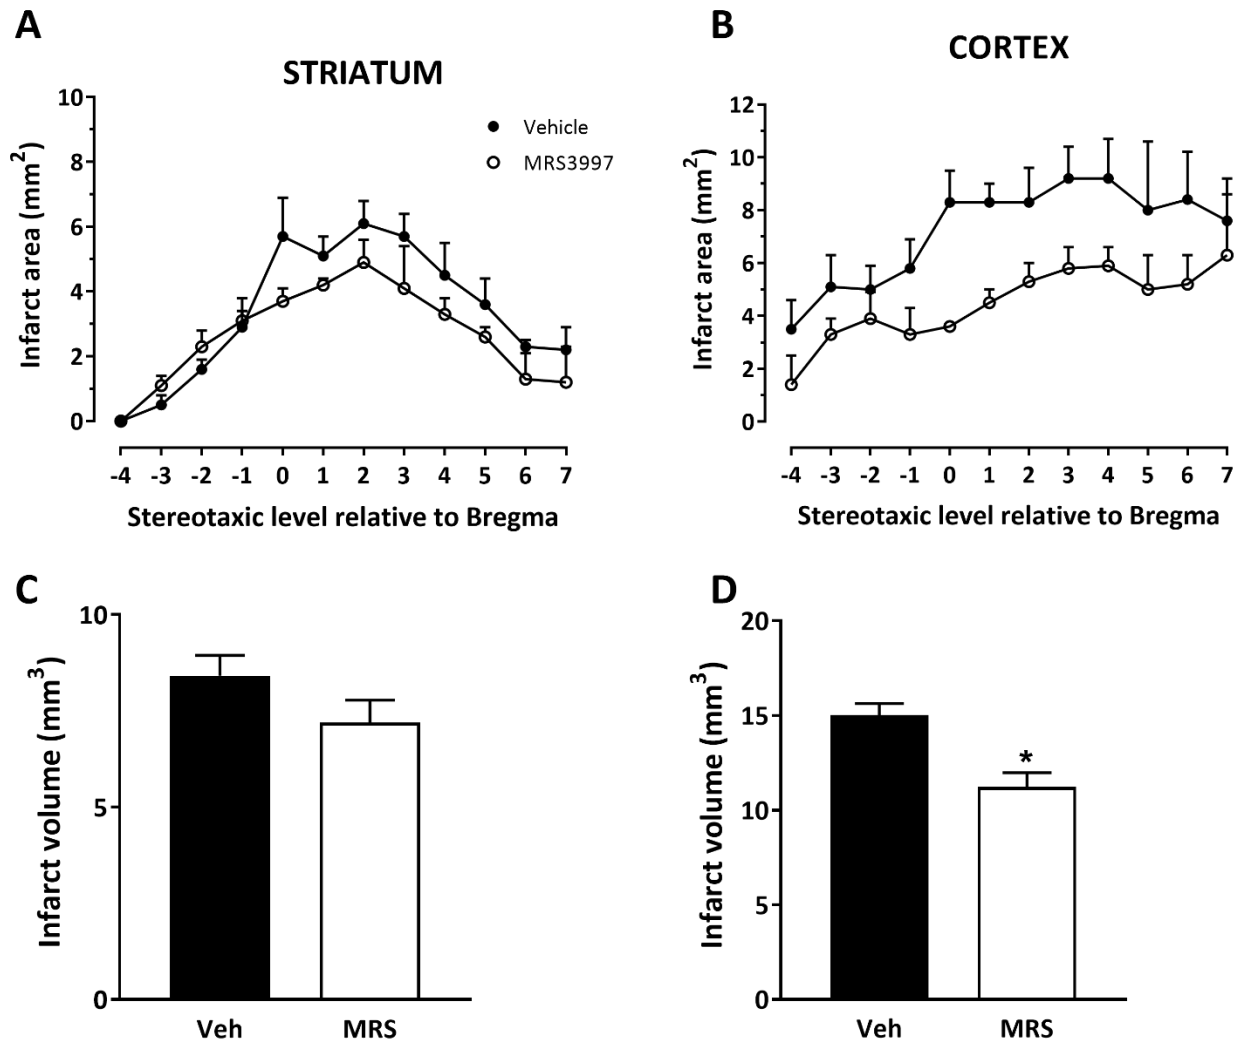 A
STRIATUM
Infarct area (mm²)
10
8
6
4
2
0
Vehicle
MRS3997
-4 -3 -2 -1 0 1 2 3 4 5 6 7
Stereotaxic level relative to Bregma
B
CORTEX
Infarct area (mm²)
12
10
8
6
4
2
0
-4 -3 -2 -1 0 1 2 3 4 5 6 7
Stereotaxic level relative to Bregma
C
Infarct volume (mm³)
10
5
0
Veh MRS
D
Infarct volume (mm³)
20
15
10
5
0
*
Veh MRS